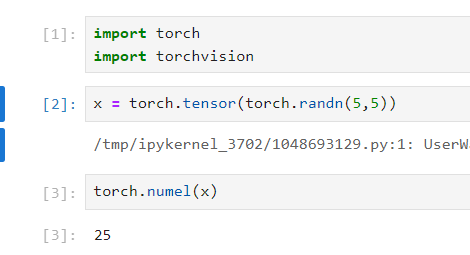 [1]: import torch
import torchvision
[2]: x = torch.tensor(torch.randn(5,5))
/tmp/ipykernel_3702/1048693129.py:1: UserWa
[3]: torch.numel(x)
[3]: 25